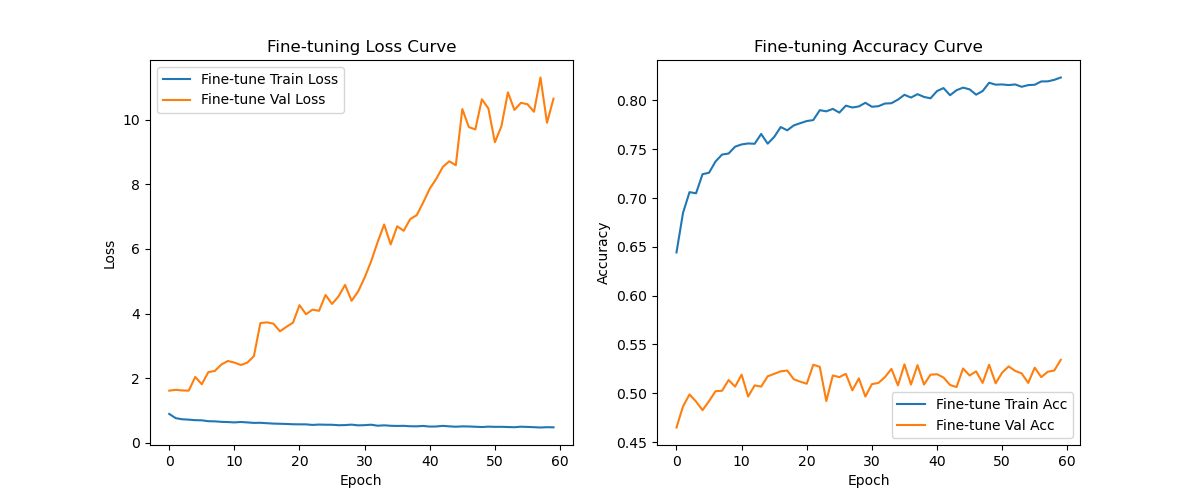 Fine-tuning Loss Curve
Fine-tune Train Loss
Fine-tune Val Loss
10
8
6
4
2
0
Loss
0 10 20 30 40 50 60
Epoch
Fine-tuning Accuracy Curve
0.80
0.75
0.70
0.65
0.60
0.55
0.50
0.45
Accuracy
Fine-tune Train Acc
Fine-tune Val Acc
0 10 20 30 40 50 60
Epoch